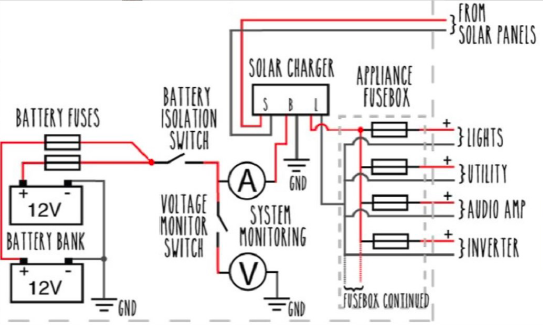 FROM
SOLAR PANELS
SOLAR CHARGER
S B L
BATTERY
ISOLATION
SWITCH
APPLIANCE
FUSEBOX
BATTERY FUSES
+ LIGHTS
+ UTILITY
+ AUDIO AMP
+ INVERTER
GND
A
+ -
12V
VOLTAGE
MONITOR
SWITCH
SYSTEM
MONITORING
BATTERY BANK
+ -
12V
V
GND
GND
FUSEBOX CONTINUED